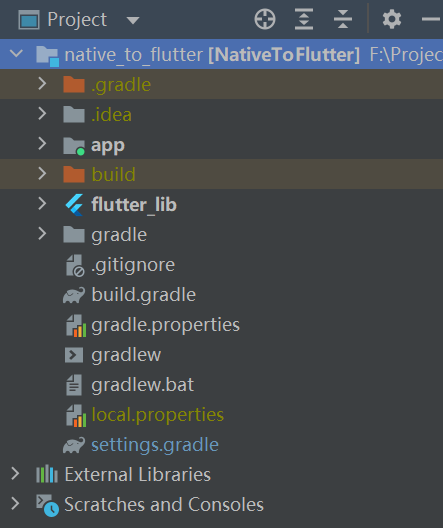 Project
native_to_flutter [NativeToFlutter] F:\Projec
.gradle
.idea
app
build
flutter_lib
gradle
.gitignore
build.gradle
gradle.properties
gradlew
gradlew.bat
local.properties
settings.gradle
External Libraries
Scratches and Consoles